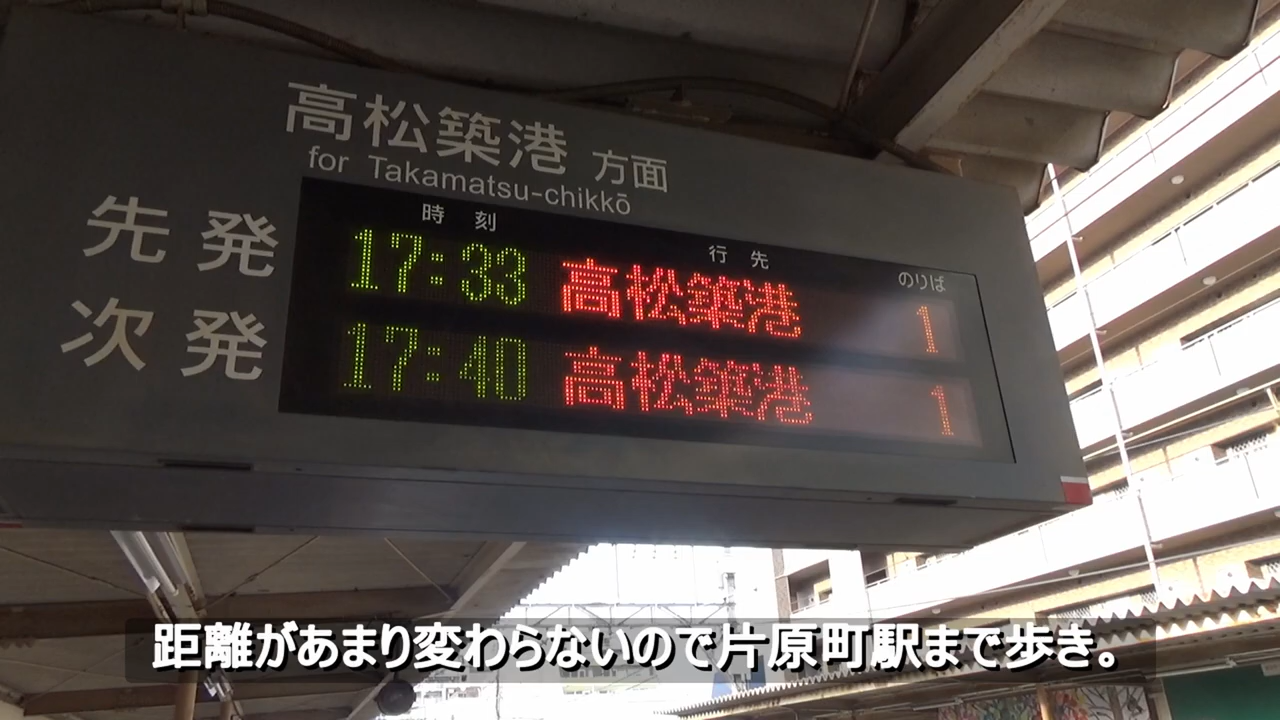 高松築港 方面
for Takamatsu-chikkō
時刻 行先 のりば
先発 17:33 高松築港 1
次発 17:40 高松築港 1
距離があまり変わらないので片原町駅まで歩き。